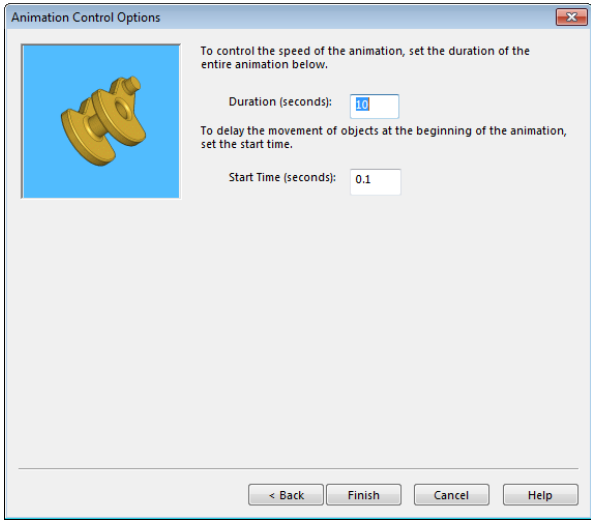 Animation Control Options
To control the speed of the animation, set the duration of the
entire animation below.
Duration (seconds):
10
To delay the movement of objects at the beginning of the animation,
set the start time.
Start Time (seconds):
0.1
< Back
Finish
Cancel
Help